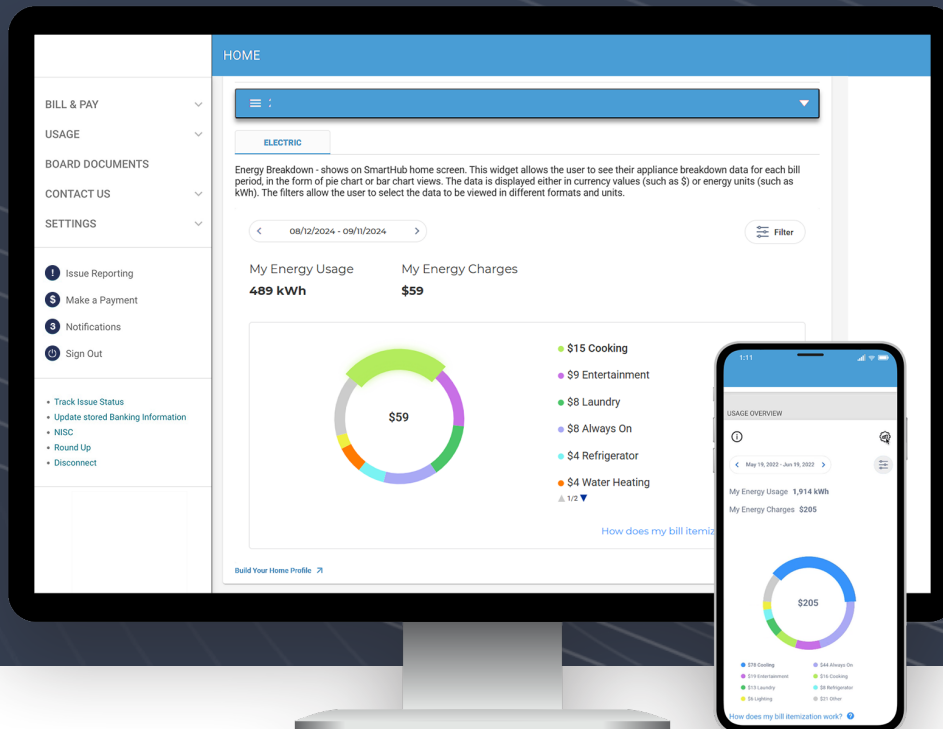 HOME
BILL & PAY
USAGE
BOARD DOCUMENTS
CONTACT US
SETTINGS
! Issue Reporting
$ Make a Payment
3 Notifications
Sign Out
• Track Issue Status
• Update stored Banking Information
• NISC
• Round Up
• Disconnect
:
ELECTRIC
Energy Breakdown - shows on SmartHub home screen. This widget allows the user to see their appliance breakdown data for each bill
period, in the form of pie chart or bar chart views. The data is displayed either in currency values (such as $) or energy units (such as
kWh). The filters allow the user to select the data to be viewed in different formats and units.
08/12/2024 - 09/11/2024
Filter
My Energy Usage
489 kWh
My Energy Charges
$59
$59
$15 Cooking
$9 Entertainment
$8 Laundry
$8 Always On
$4 Refrigerator
$4 Water Heating
1/2
How does my bill itemiz
Build Your Home Profile
1:11
USAGE OVERVIEW
May 19, 2022 - Jun 19, 2022
My Energy Usage 1,914 kWh
My Energy Charges $205
$205
$70 Cooling
$44 Always On
$19 Entertainment
$16 Cooking
$13 Laundry
$8 Refrigerator
$6 Lighting
$21 Other
How does my bill itemization work? ?